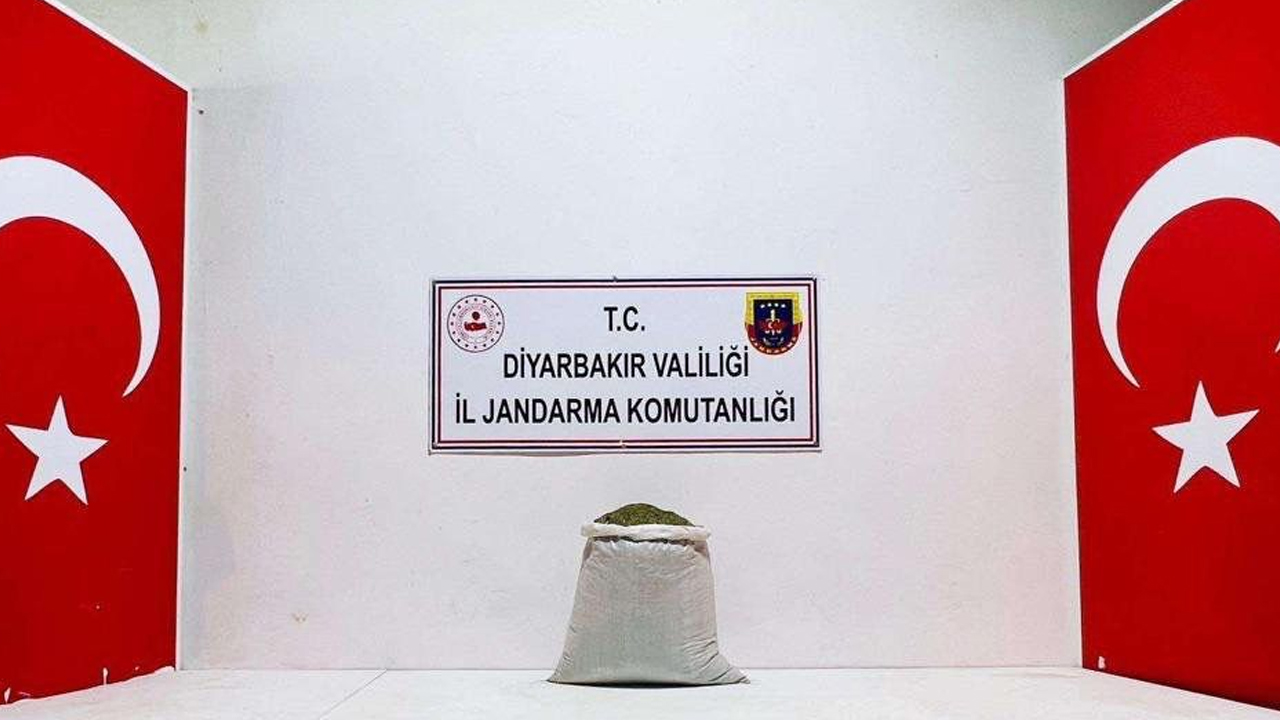 T.C.
DİYARBAKIR VALİLİĞİ
İL JANDARMA KOMUTANLIĞI